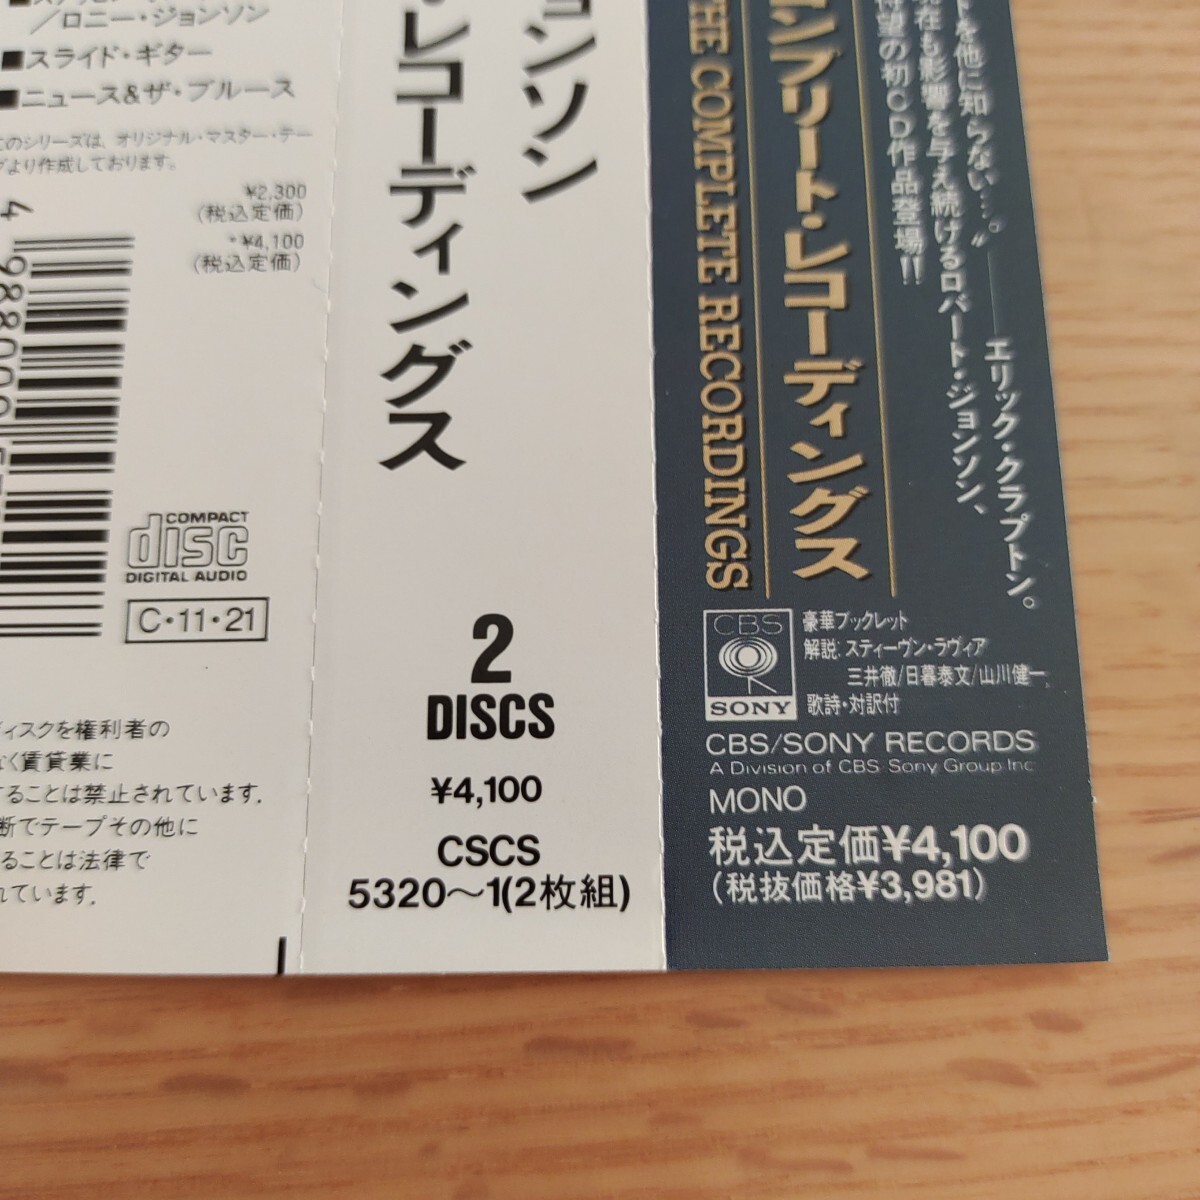 /ロニー・ジョンソン
■スライド・ギター
■ニュース&ザ・ブルース
このシリーズは、オリジナル・マスター・テー
プより作成しております。
¥2,300
(税込定価)
*¥4,100
(税込定価)
COMPACT
disc
DIGITAL AUDIO
C・11・21
ディスクを権利者の
なく賃貸業に
することは禁止されています。
断でテープその他に
ることは法律で
れています。
ョンソン
・レコーディングス
2
DISCS
¥4,100
CSCS
5320〜1(2枚組)
ドを他に知らない…。〟——エリック・クラプトン。
現在も影響を与え続けるロバート・ジョンソン、
待望の初CD作品登場!!
ンプリート・レコーディングス
THE COMPLETE RECORDINGS
CBS
SONY
豪華ブックレット
解説:スティーヴン・ラヴィア
三井徹/日暮泰文/山川健一
歌詩・対訳付
CBS/SONY RECORDS
A Division of CBS Sony Group Inc
MONO
税込定価¥4,100
(税抜価格¥3,981)